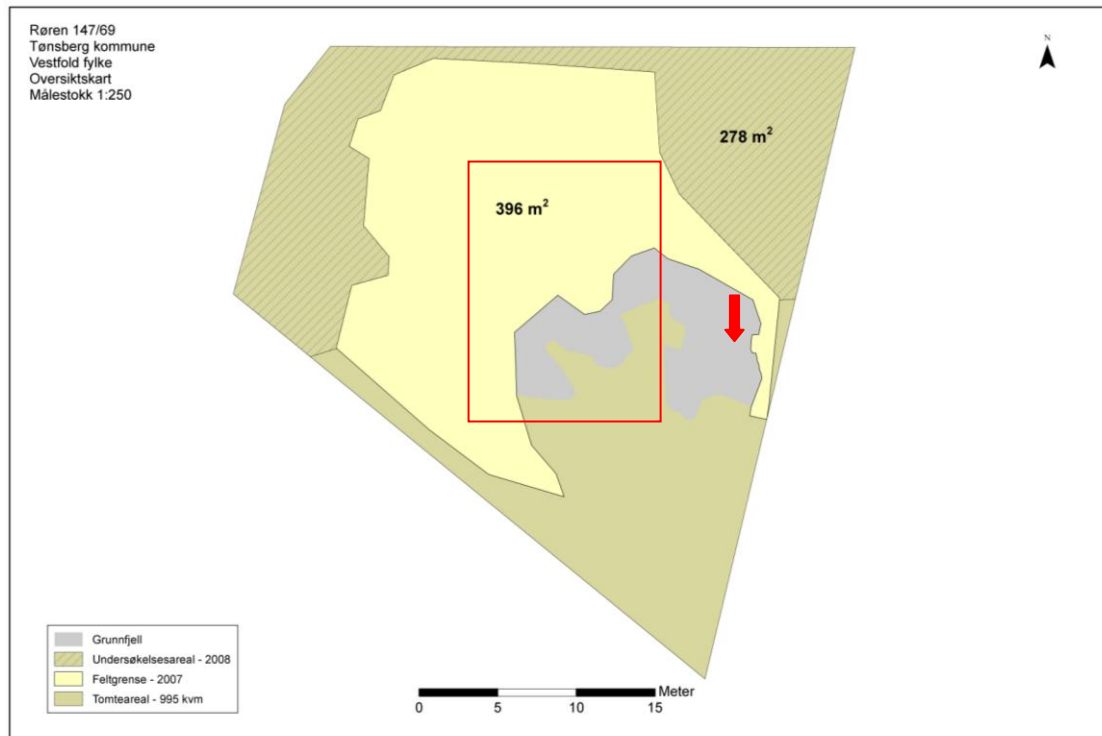 Røren 147/69
Tønsberg kommune
Vestfold fylke
Oversiktskart
Målestokk 1:250
N
278 m²
396 m²
Grunnfjell
Undersøkelsesareal - 2008
Feltgrense - 2007
Tomteareal - 995 kvm
Meter
0 5 10 15